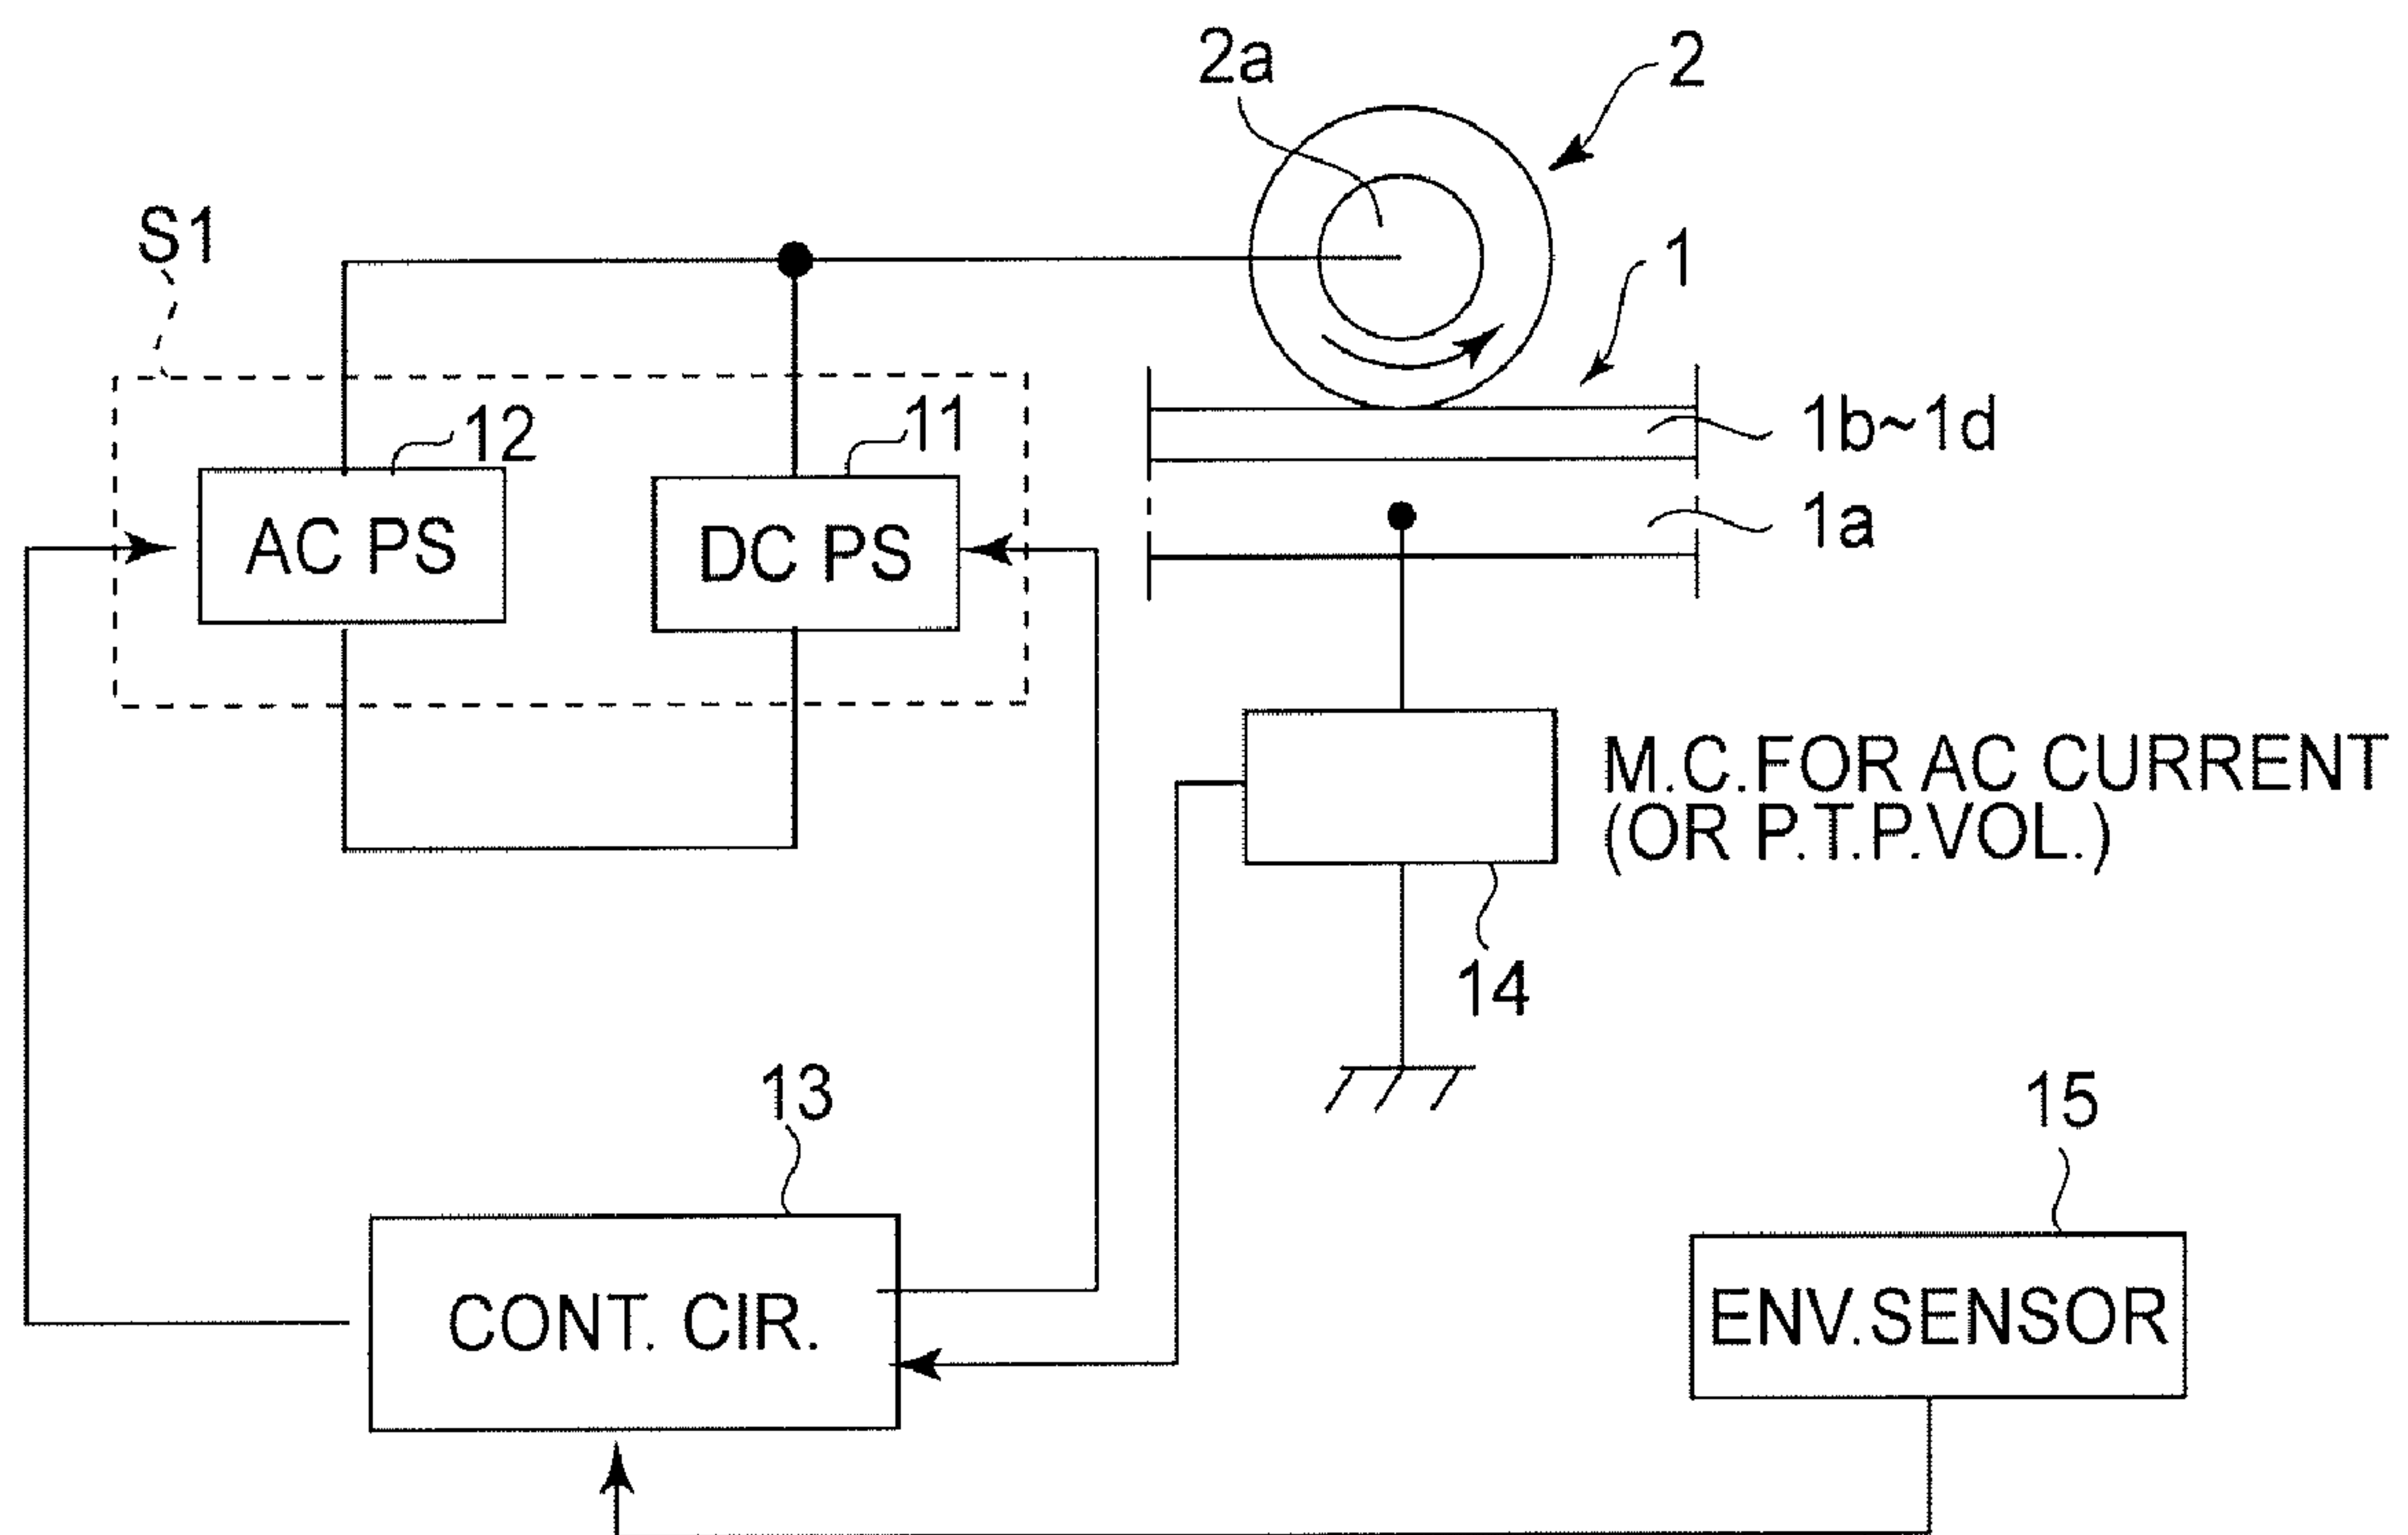 2a
2
S1
1
12
11
1b~1d
AC PS
DC PS
1a
M.C.FOR AC CURRENT
(OR P.T.P.VOL.)
14
13
15
CONT. CIR.
ENV.SENSOR